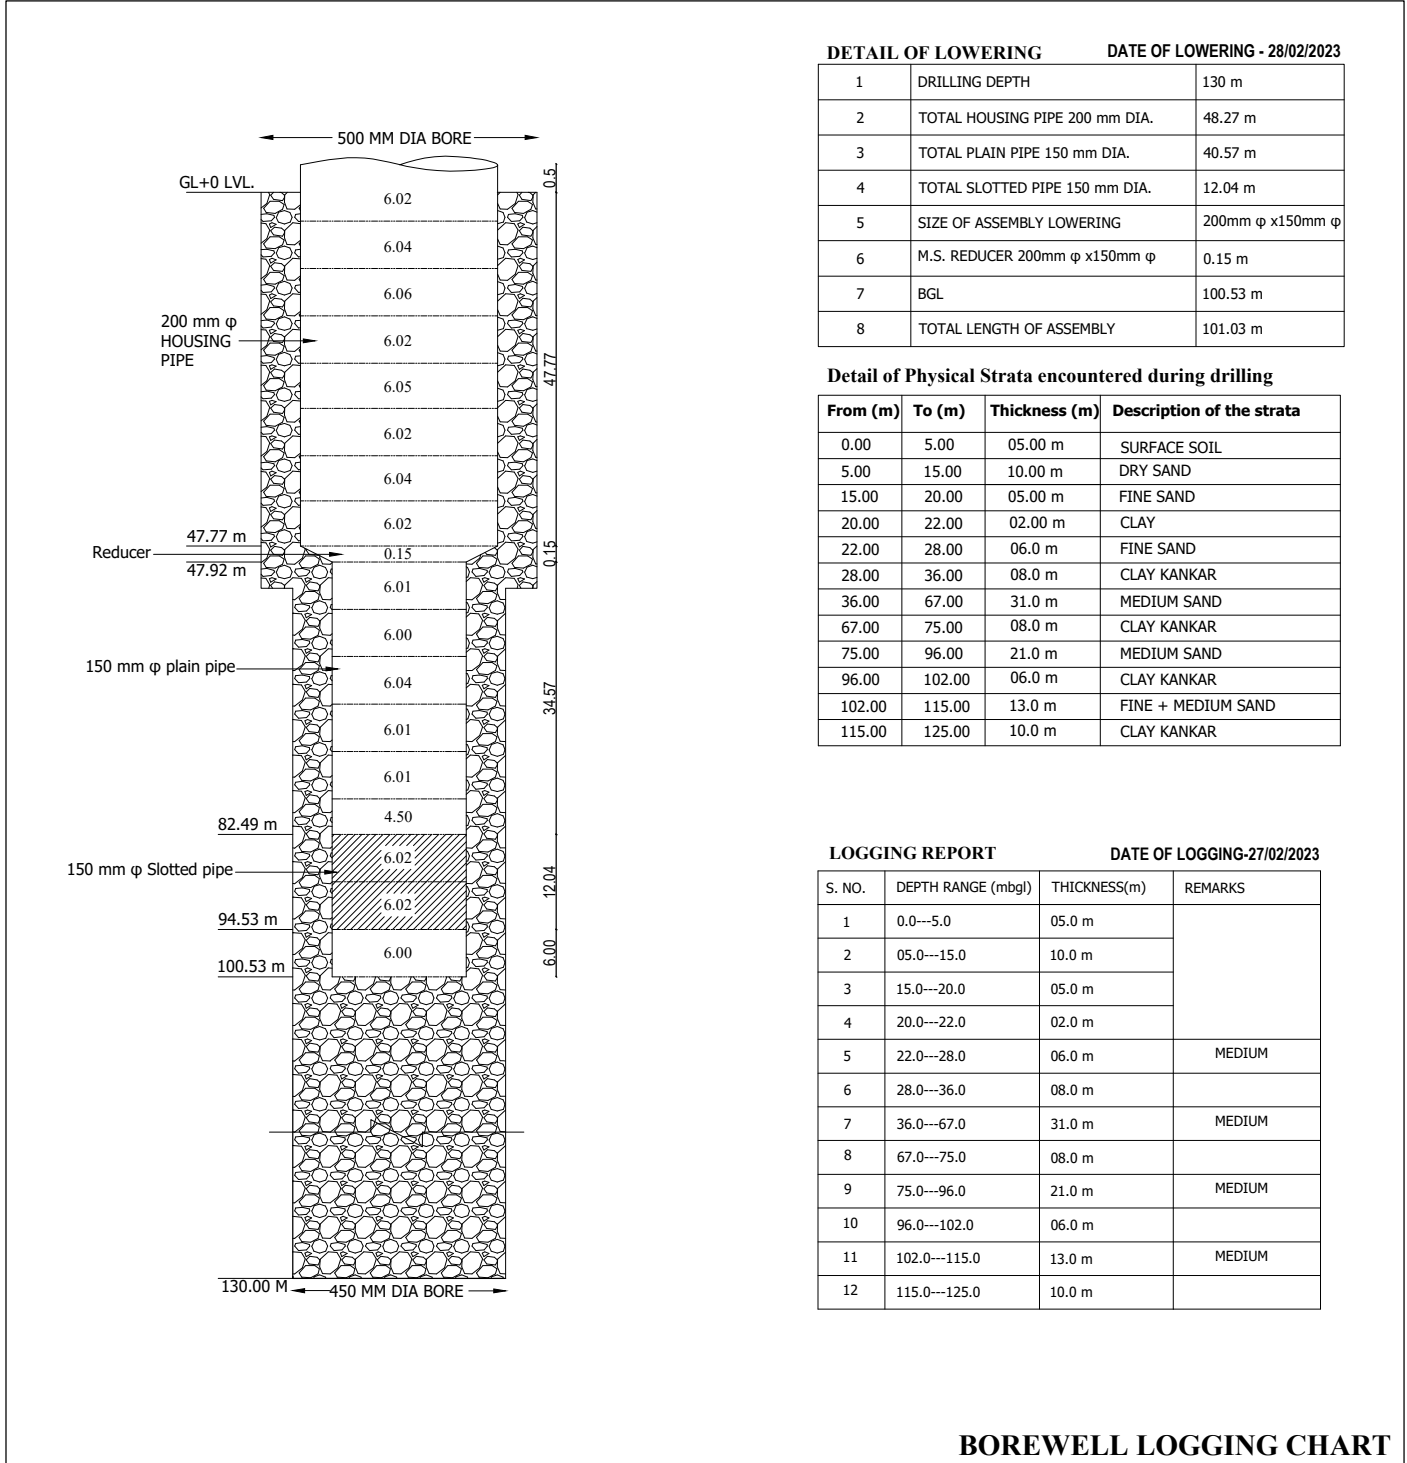 500 MM DIA BORE
0.5
GL+0 LVL.
6.02
6.04
6.06
200 mm φ
HOUSING
PIPE
6.02
47.77
6.05
6.02
6.04
6.02
47.77 m
Reducer
0.15
0.15
47.92 m
6.01
6.00
150 mm φ plain pipe
6.04
34.57
6.01
6.01
4.50
82.49 m
6.02
150 mm φ Slotted pipe
12.04
6.02
94.53 m
6.00
6.00
100.53 m
130.00 M
450 MM DIA BORE
DETAIL OF LOWERING DATE OF LOWERING - 28/02/2023
1 DRILLING DEPTH 130 m
2 TOTAL HOUSING PIPE 200 mm DIA. 48.27 m
3 TOTAL PLAIN PIPE 150 mm DIA. 40.57 m
4 TOTAL SLOTTED PIPE 150 mm DIA. 12.04 m
5 SIZE OF ASSEMBLY LOWERING 200mm φ x150mm φ
6 M.S. REDUCER 200mm φ x150mm φ 0.15 m
7 BGL 100.53 m
8 TOTAL LENGTH OF ASSEMBLY 101.03 m
Detail of Physical Strata encountered during drilling
From (m) To (m) Thickness (m) Description of the strata
0.00 5.00 05.00 m SURFACE SOIL
5.00 15.00 10.00 m DRY SAND
15.00 20.00 05.00 m FINE SAND
20.00 22.00 02.00 m CLAY
22.00 28.00 06.0 m FINE SAND
28.00 36.00 08.0 m CLAY KANKAR
36.00 67.00 31.0 m MEDIUM SAND
67.00 75.00 08.0 m CLAY KANKAR
75.00 96.00 21.0 m MEDIUM SAND
96.00 102.00 06.0 m CLAY KANKAR
102.00 115.00 13.0 m FINE + MEDIUM SAND
115.00 125.00 10.0 m CLAY KANKAR
LOGGING REPORT DATE OF LOGGING-27/02/2023
S. NO. DEPTH RANGE (mbgl) THICKNESS(m) REMARKS
1 0.0---5.0 05.0 m
2 05.0---15.0 10.0 m
3 15.0---20.0 05.0 m
4 20.0---22.0 02.0 m
5 22.0---28.0 06.0 m MEDIUM
6 28.0---36.0 08.0 m
7 36.0---67.0 31.0 m MEDIUM
8 67.0---75.0 08.0 m
9 75.0---96.0 21.0 m MEDIUM
10 96.0---102.0 06.0 m
11 102.0---115.0 13.0 m MEDIUM
12 115.0---125.0 10.0 m
BOREWELL LOGGING CHART